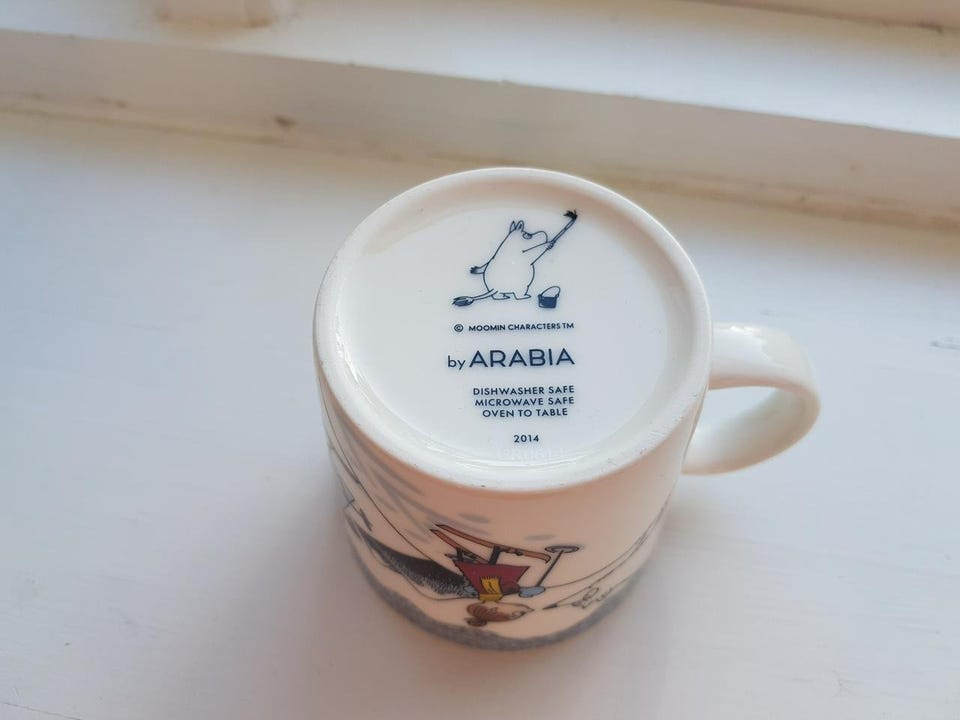 © MOOMIN CHARACTERS TM
by ARABIA
DISHWASHER SAFE
MICROWAVE SAFE
OVEN TO TABLE
2014